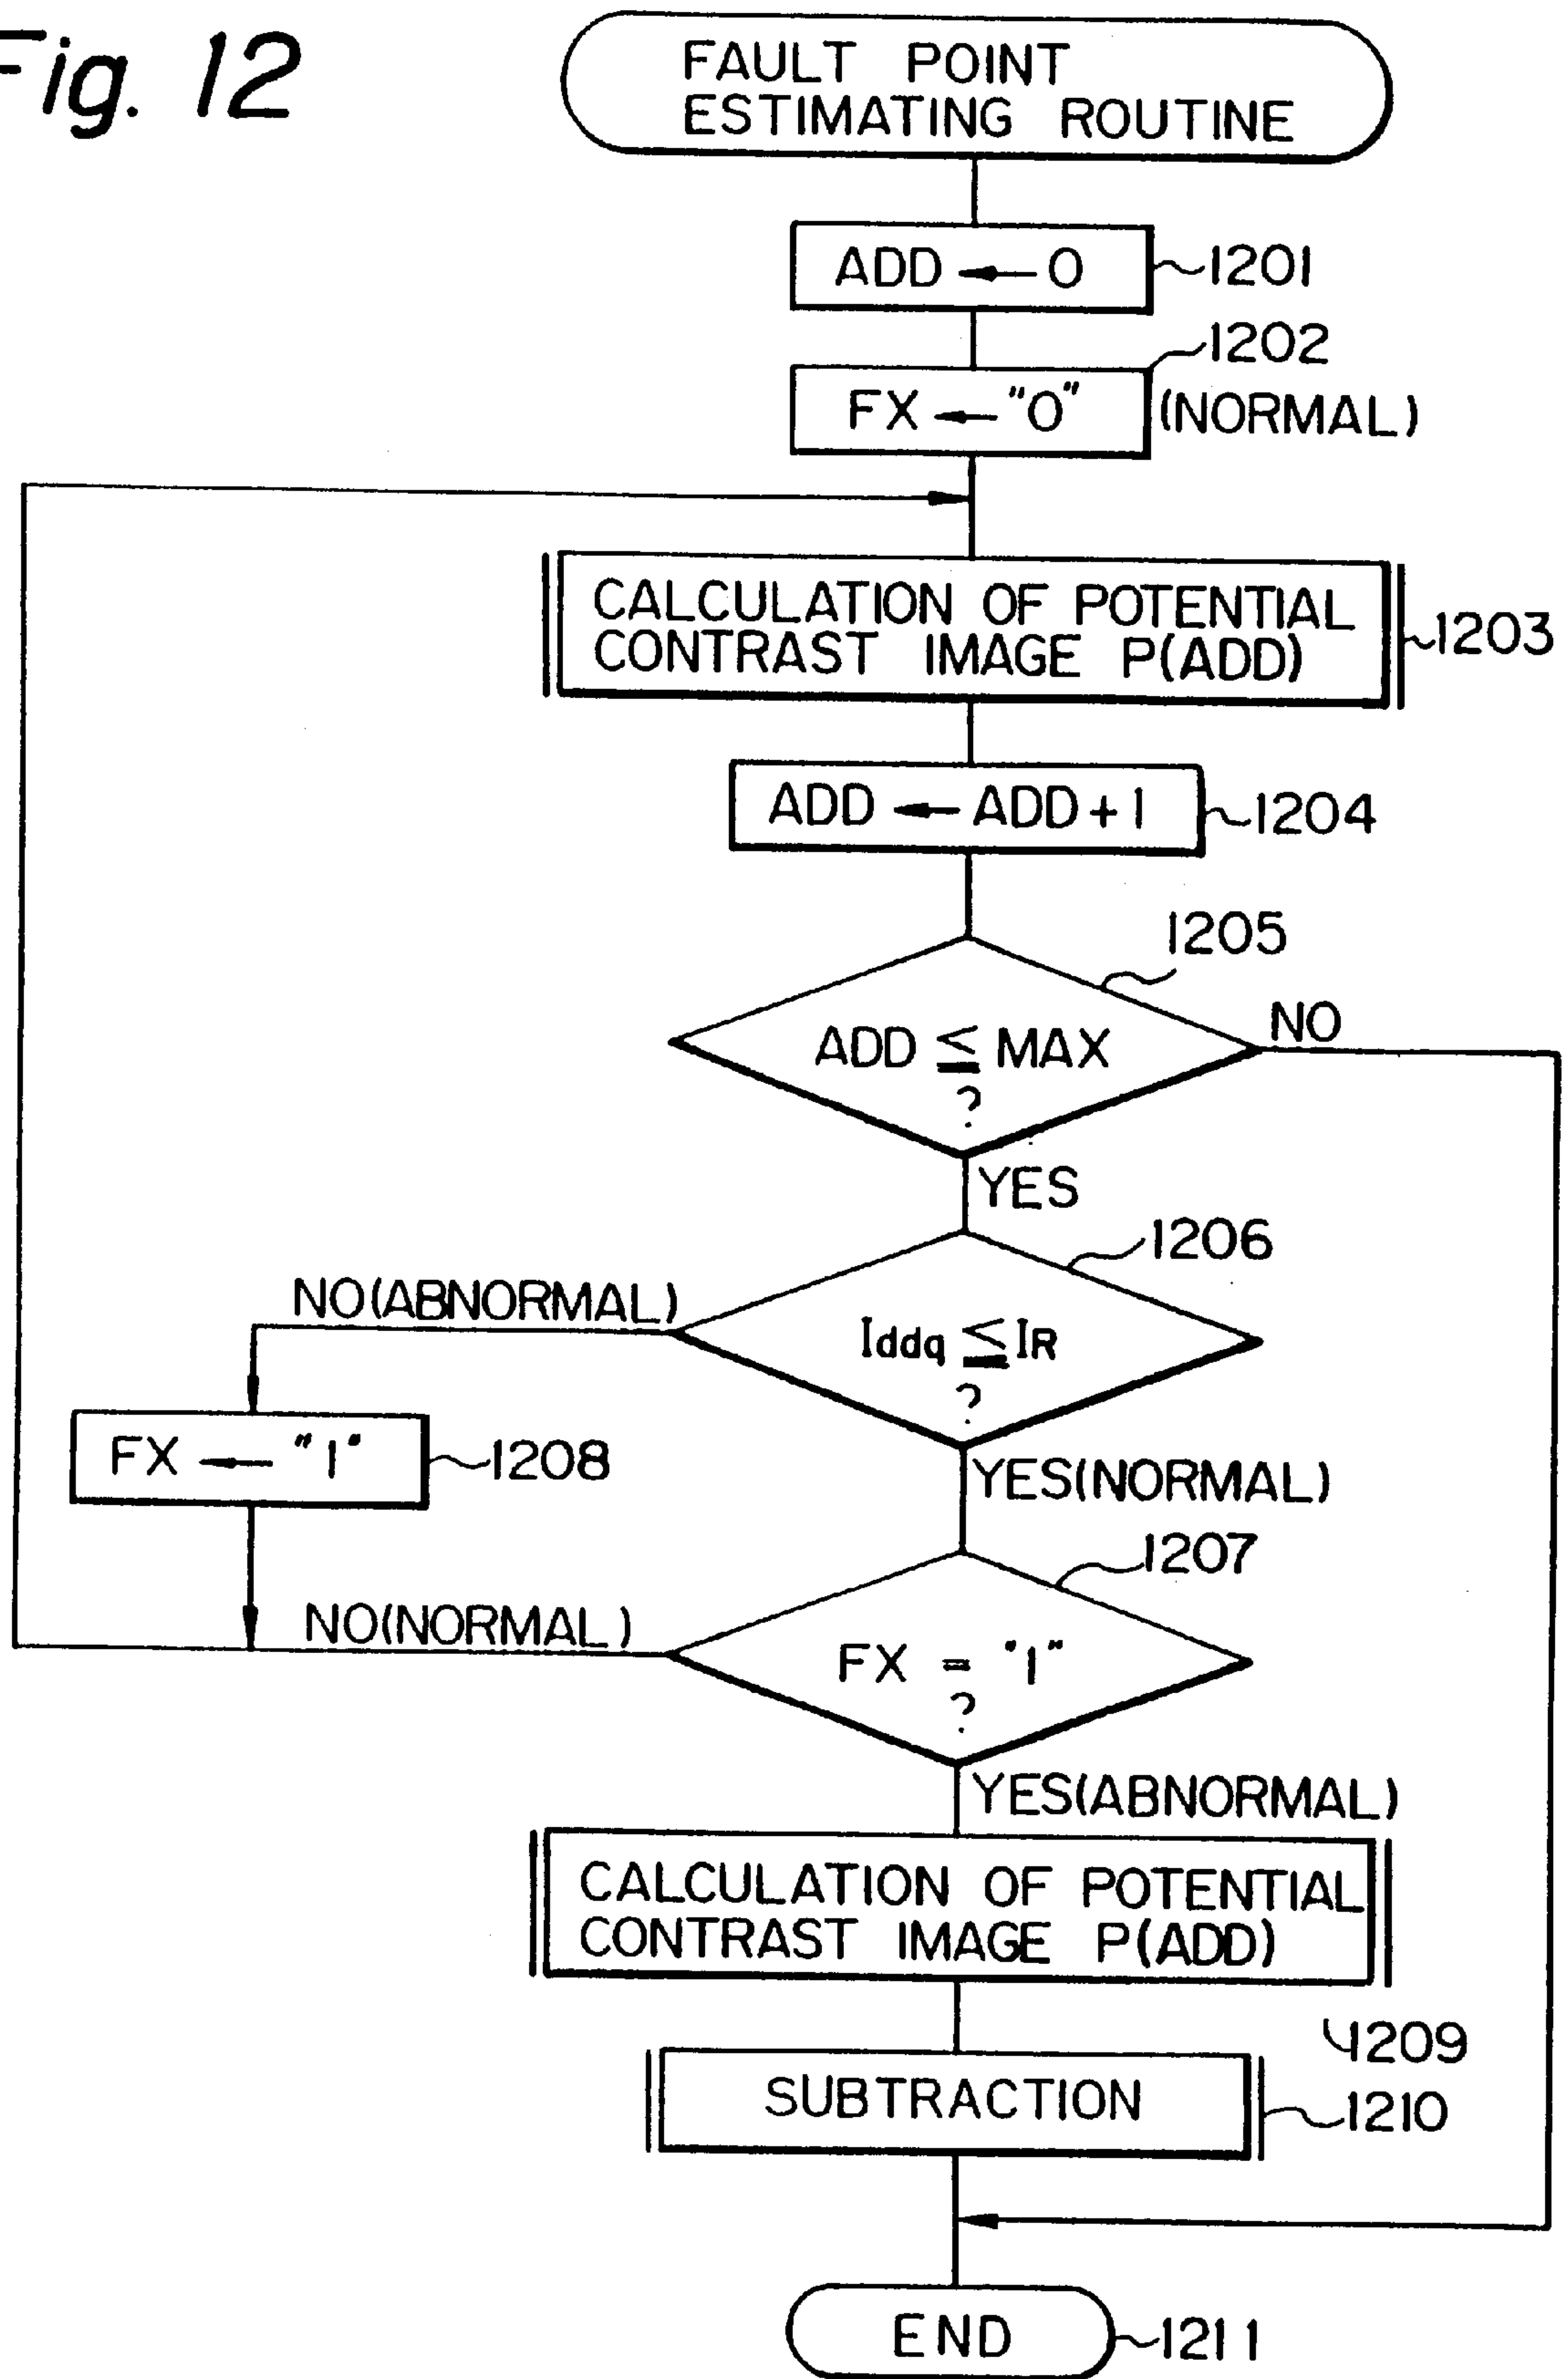 Fig. 12
FAULT POINT
ESTIMATING ROUTINE
ADD ← 0
1201
1202
FX ← "0"
(NORMAL)
CALCULATION OF POTENTIAL
CONTRAST IMAGE P(ADD)
1203
ADD ← ADD + 1
1204
1205
ADD ≦ MAX
?
NO
YES
1206
NO(ABNORMAL)
Iddq ≦ IR
?
FX ← "1"
1208
YES(NORMAL)
1207
NO(NORMAL)
FX = "1"
?
YES(ABNORMAL)
CALCULATION OF POTENTIAL
CONTRAST IMAGE P(ADD)
1209
SUBTRACTION
1210
END
1211